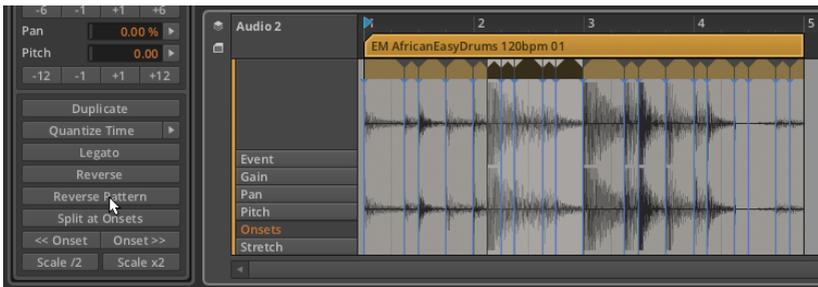 -6 -1 +1 +6
Pan 0.00 %
Pitch 0.00
-12 -1 +1 +12
Duplicate
Quantize Time
Legato
Reverse
Reverse Pattern
Split at Onsets
<< Onset Onset >>
Scale /2 Scale x2
Audio 2
2 3 4 5
EM AfricanEasyDrums 120bpm 01
Event
Gain
Pan
Pitch
Onsets
Stretch